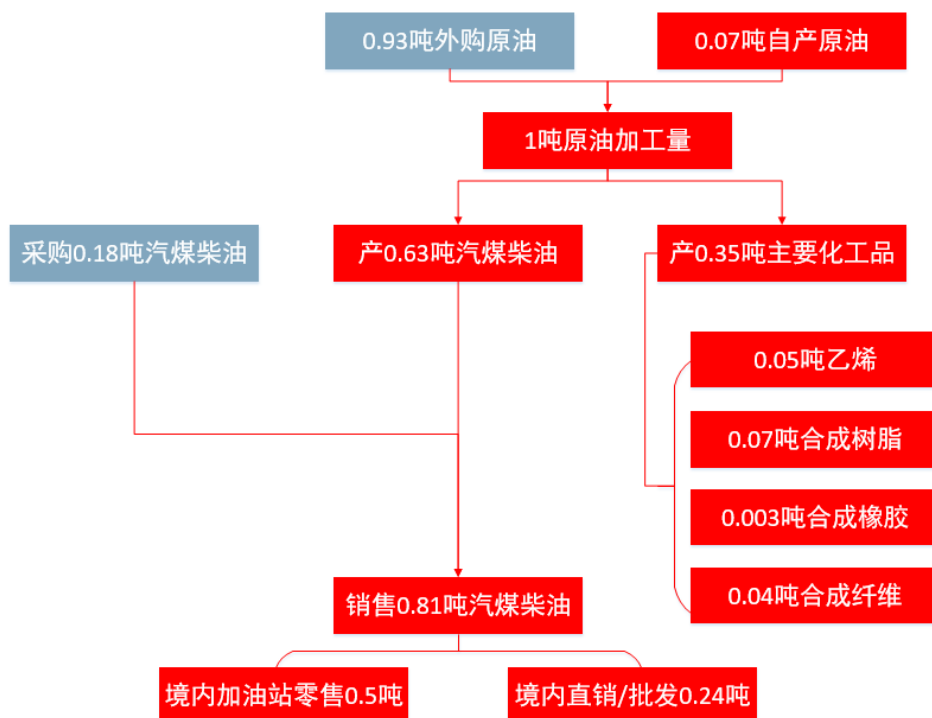 0.93吨外购原油
0.07吨自产原油
1吨原油加工量
采购0.18吨汽煤柴油
产0.63吨汽煤柴油
产0.35吨主要化工品
0.05吨乙烯
0.07吨合成树脂
0.003吨合成橡胶
0.04吨合成纤维
销售0.81吨汽煤柴油
境内加油站零售0.5吨
境内直销/批发0.24吨